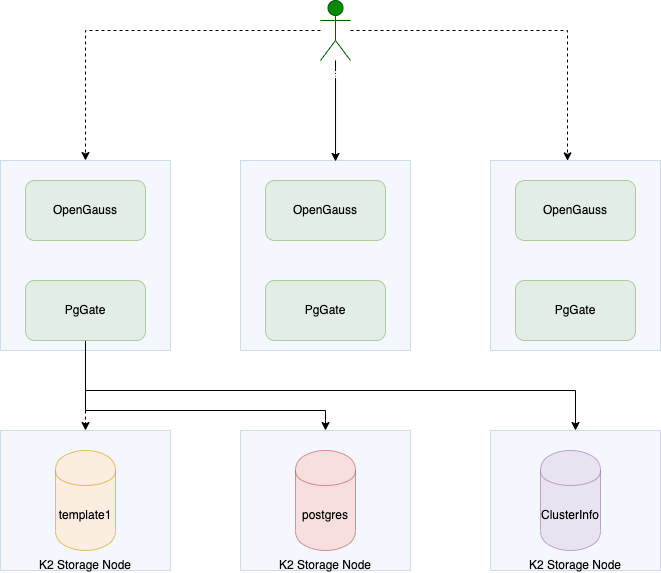 OpenGauss
OpenGauss
OpenGauss
PgGate
PgGate
PgGate
template1
postgres
ClusterInfo
K2 Storage Node
K2 Storage Node
K2 Storage Node